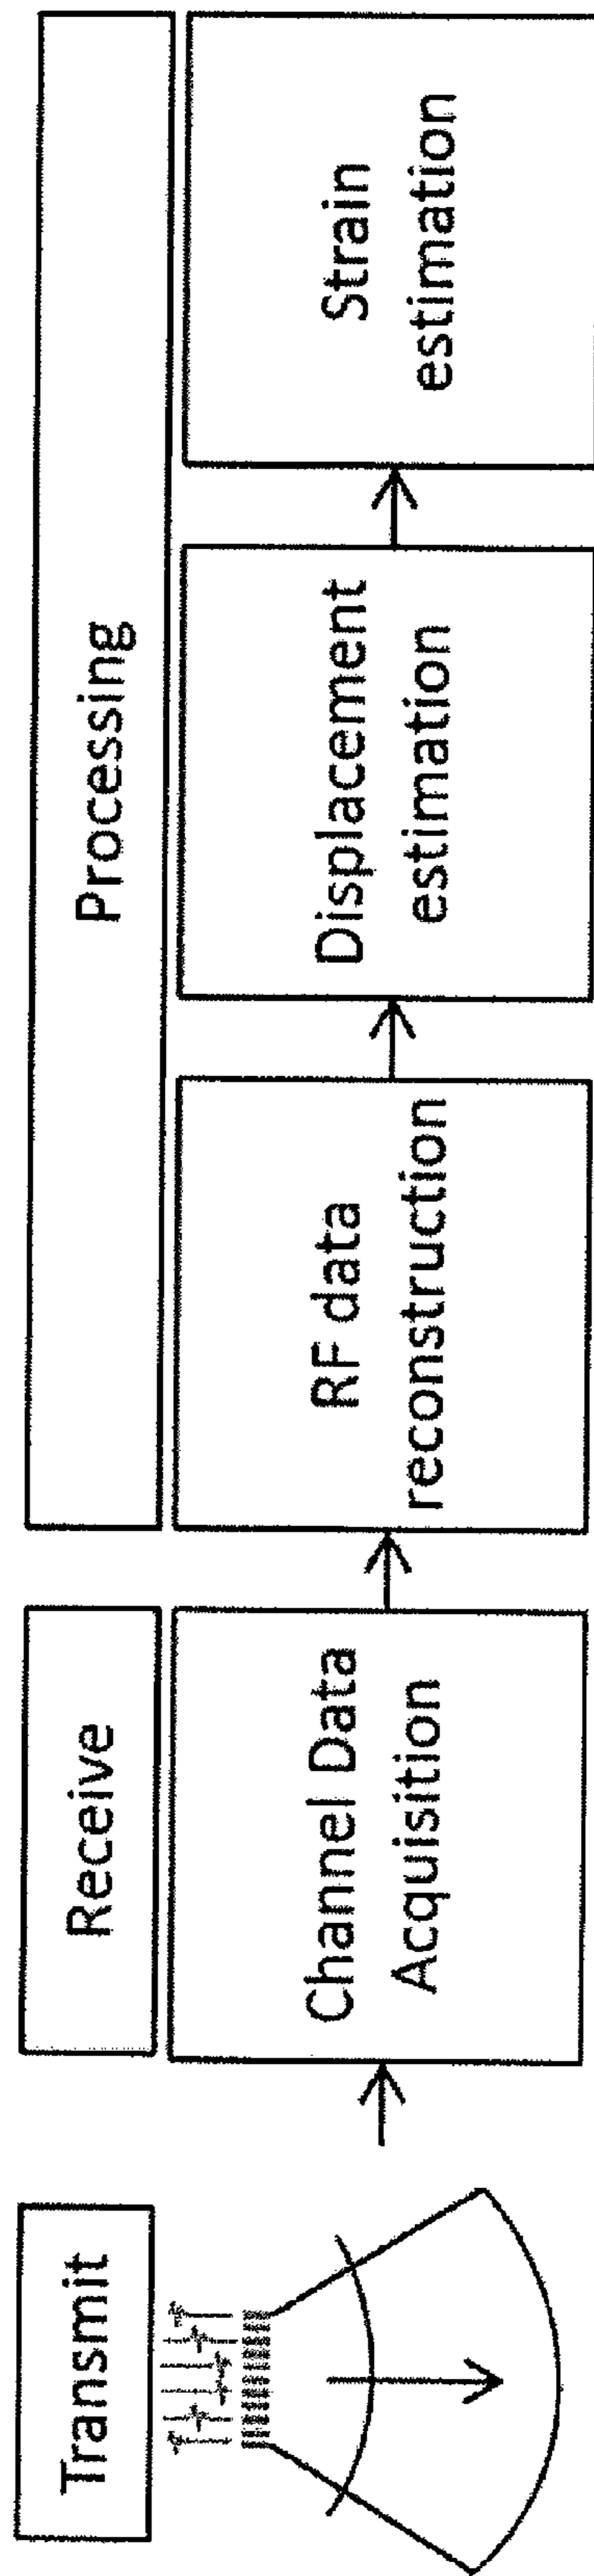 Transmit
Receive
Channel Data
Acquisition
Processing
RF data
reconstruction
Displacement
estimation
Strain
estimation